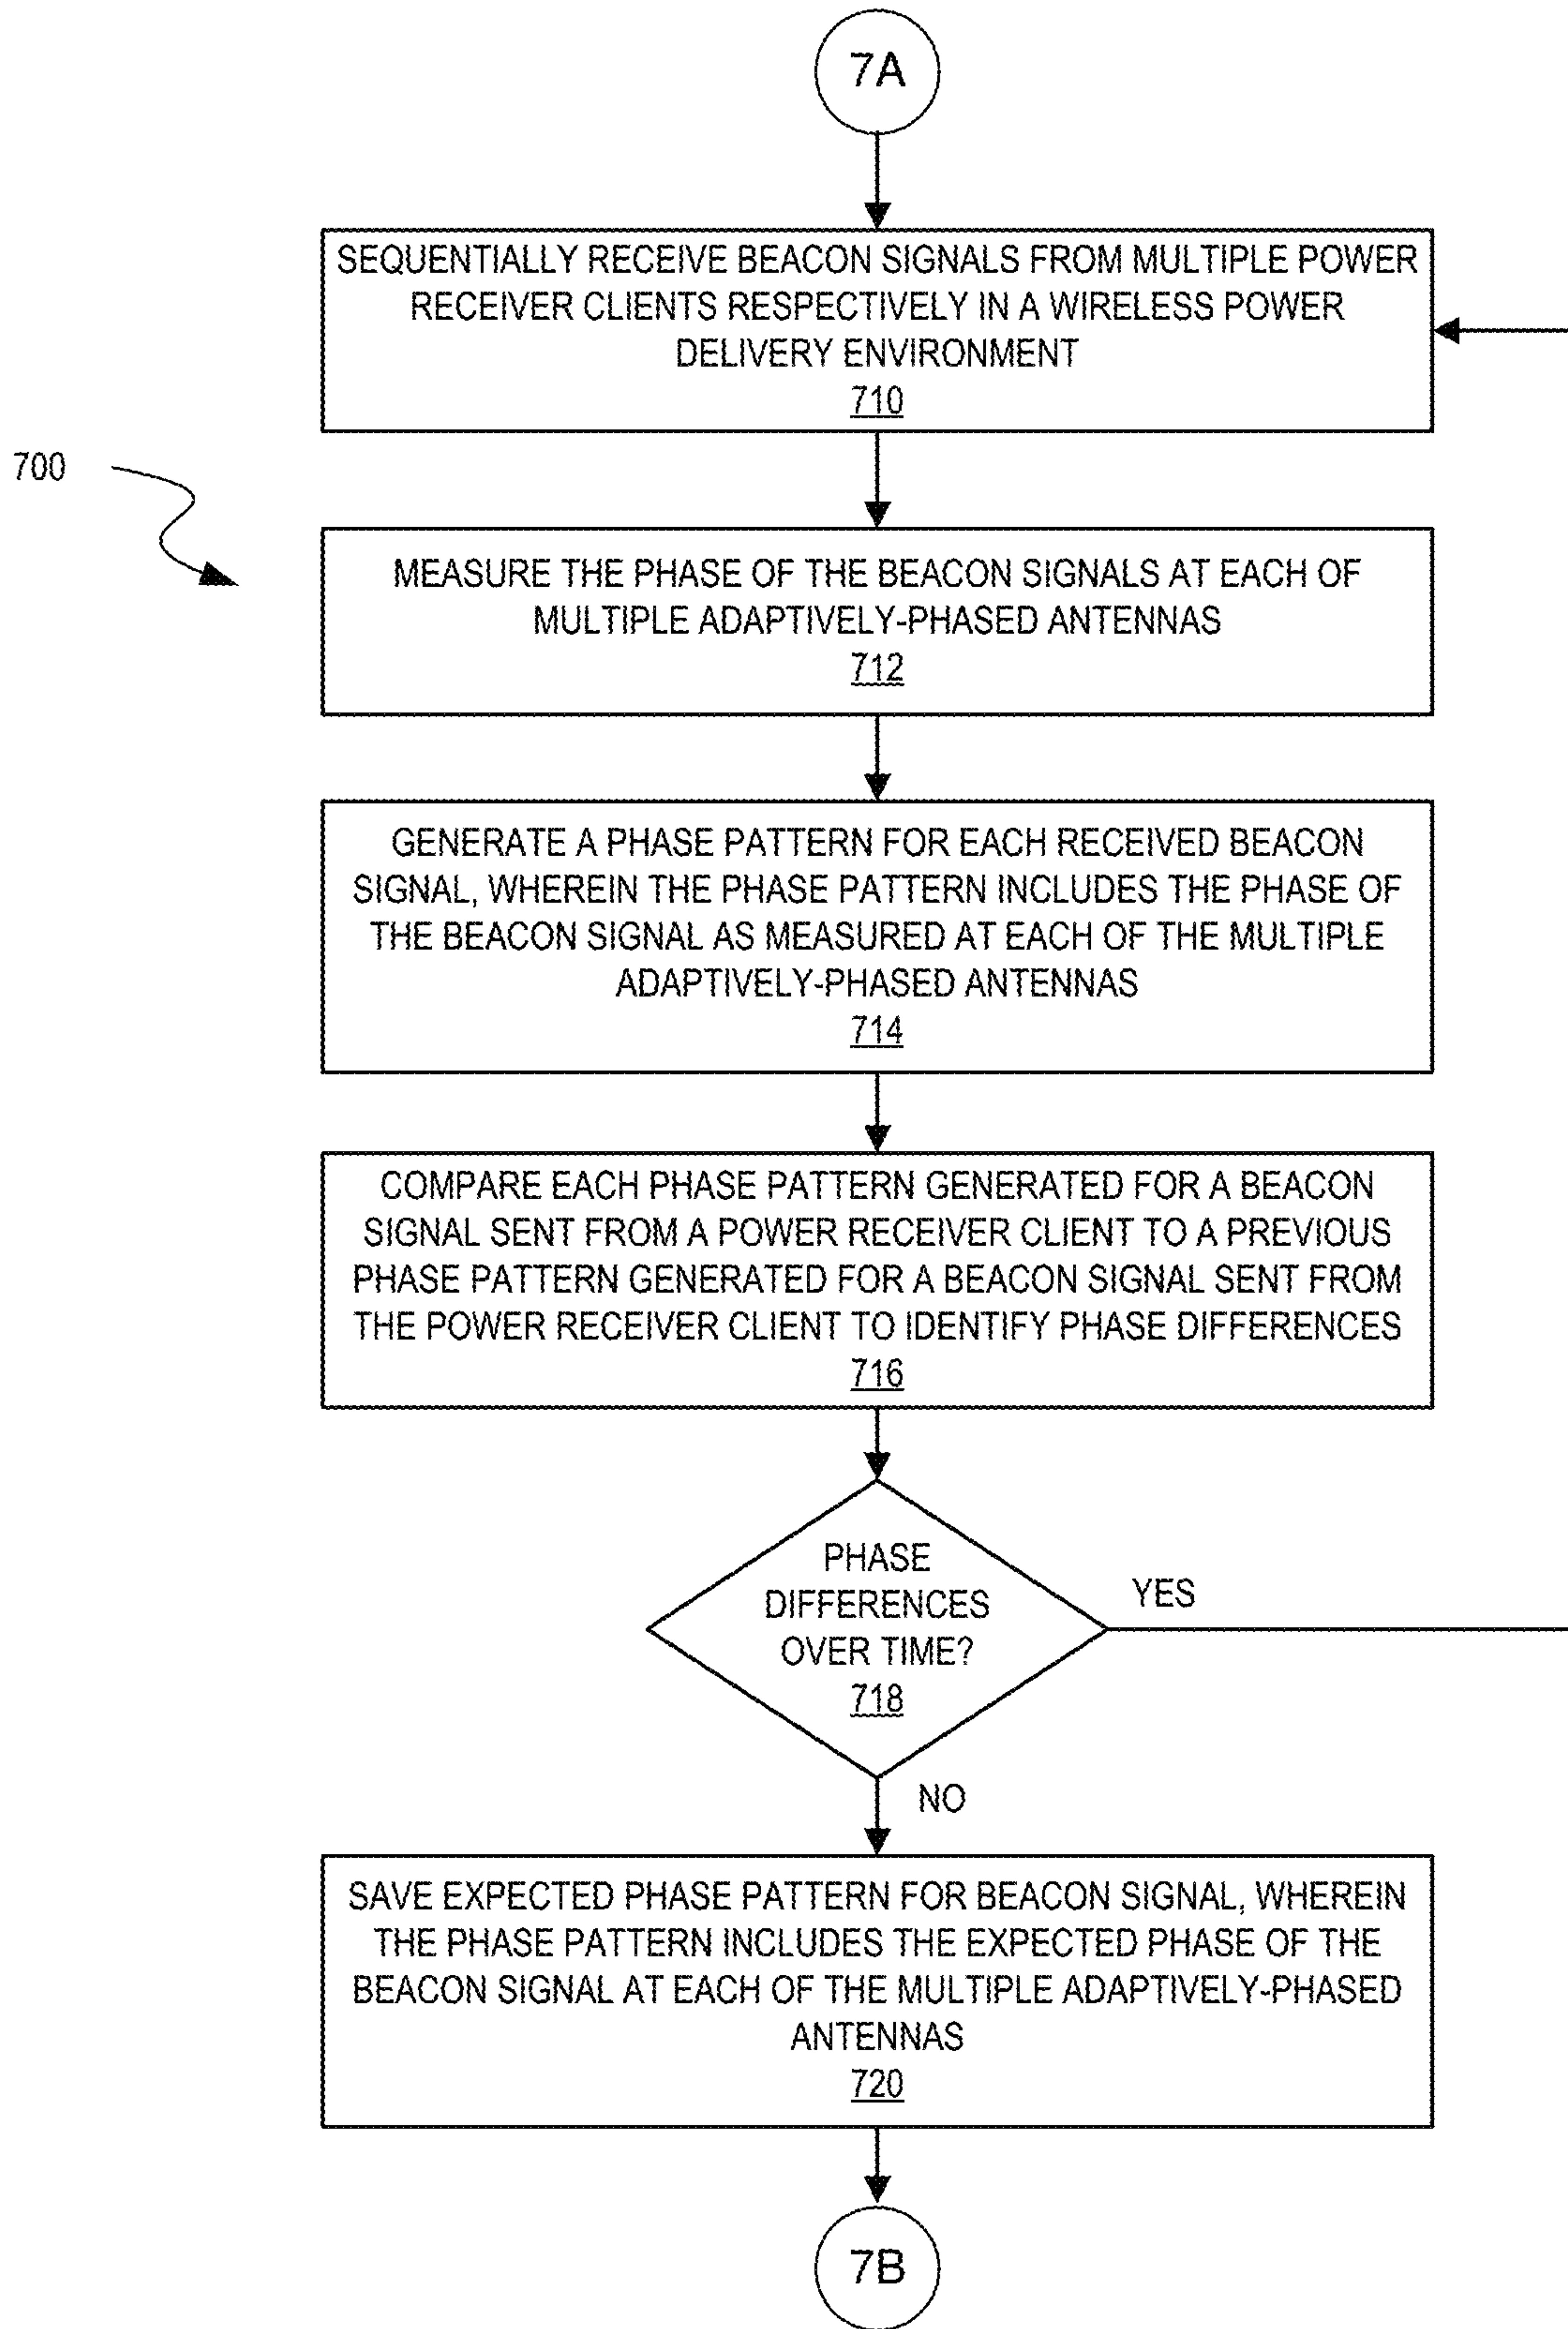 7A
SEQUENTIALLY RECEIVE BEACON SIGNALS FROM MULTIPLE POWER
RECEIVER CLIENTS RESPECTIVELY IN A WIRELESS POWER
DELIVERY ENVIRONMENT
710
700
MEASURE THE PHASE OF THE BEACON SIGNALS AT EACH OF
MULTIPLE ADAPTIVELY-PHASED ANTENNAS
712
GENERATE A PHASE PATTERN FOR EACH RECEIVED BEACON
SIGNAL, WHEREIN THE PHASE PATTERN INCLUDES THE PHASE OF
THE BEACON SIGNAL AS MEASURED AT EACH OF THE MULTIPLE
ADAPTIVELY-PHASED ANTENNAS
714
COMPARE EACH PHASE PATTERN GENERATED FOR A BEACON
SIGNAL SENT FROM A POWER RECEIVER CLIENT TO A PREVIOUS
PHASE PATTERN GENERATED FOR A BEACON SIGNAL SENT FROM
THE POWER RECEIVER CLIENT TO IDENTIFY PHASE DIFFERENCES
716
PHASE
DIFFERENCES
OVER TIME?
718
YES
NO
SAVE EXPECTED PHASE PATTERN FOR BEACON SIGNAL, WHEREIN
THE PHASE PATTERN INCLUDES THE EXPECTED PHASE OF THE
BEACON SIGNAL AT EACH OF THE MULTIPLE ADAPTIVELY-PHASED
ANTENNAS
720
7B